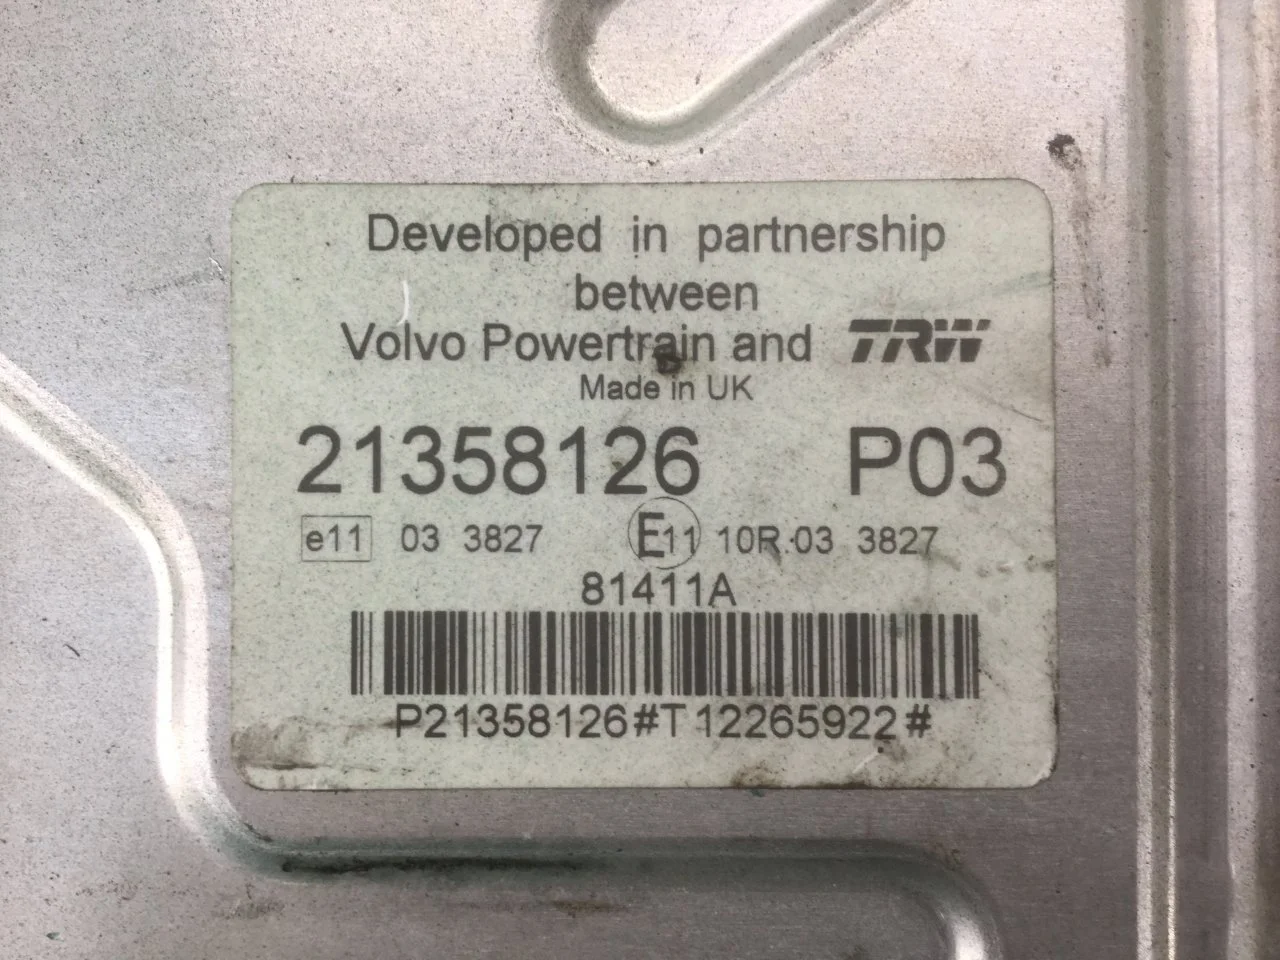 Developed in partnership
between
Volvo Powertrain and TRW
Made in UK
21358126 P03
e11 03 3827 E11 10R.03 3827
81411A
P21358126#T12265922#